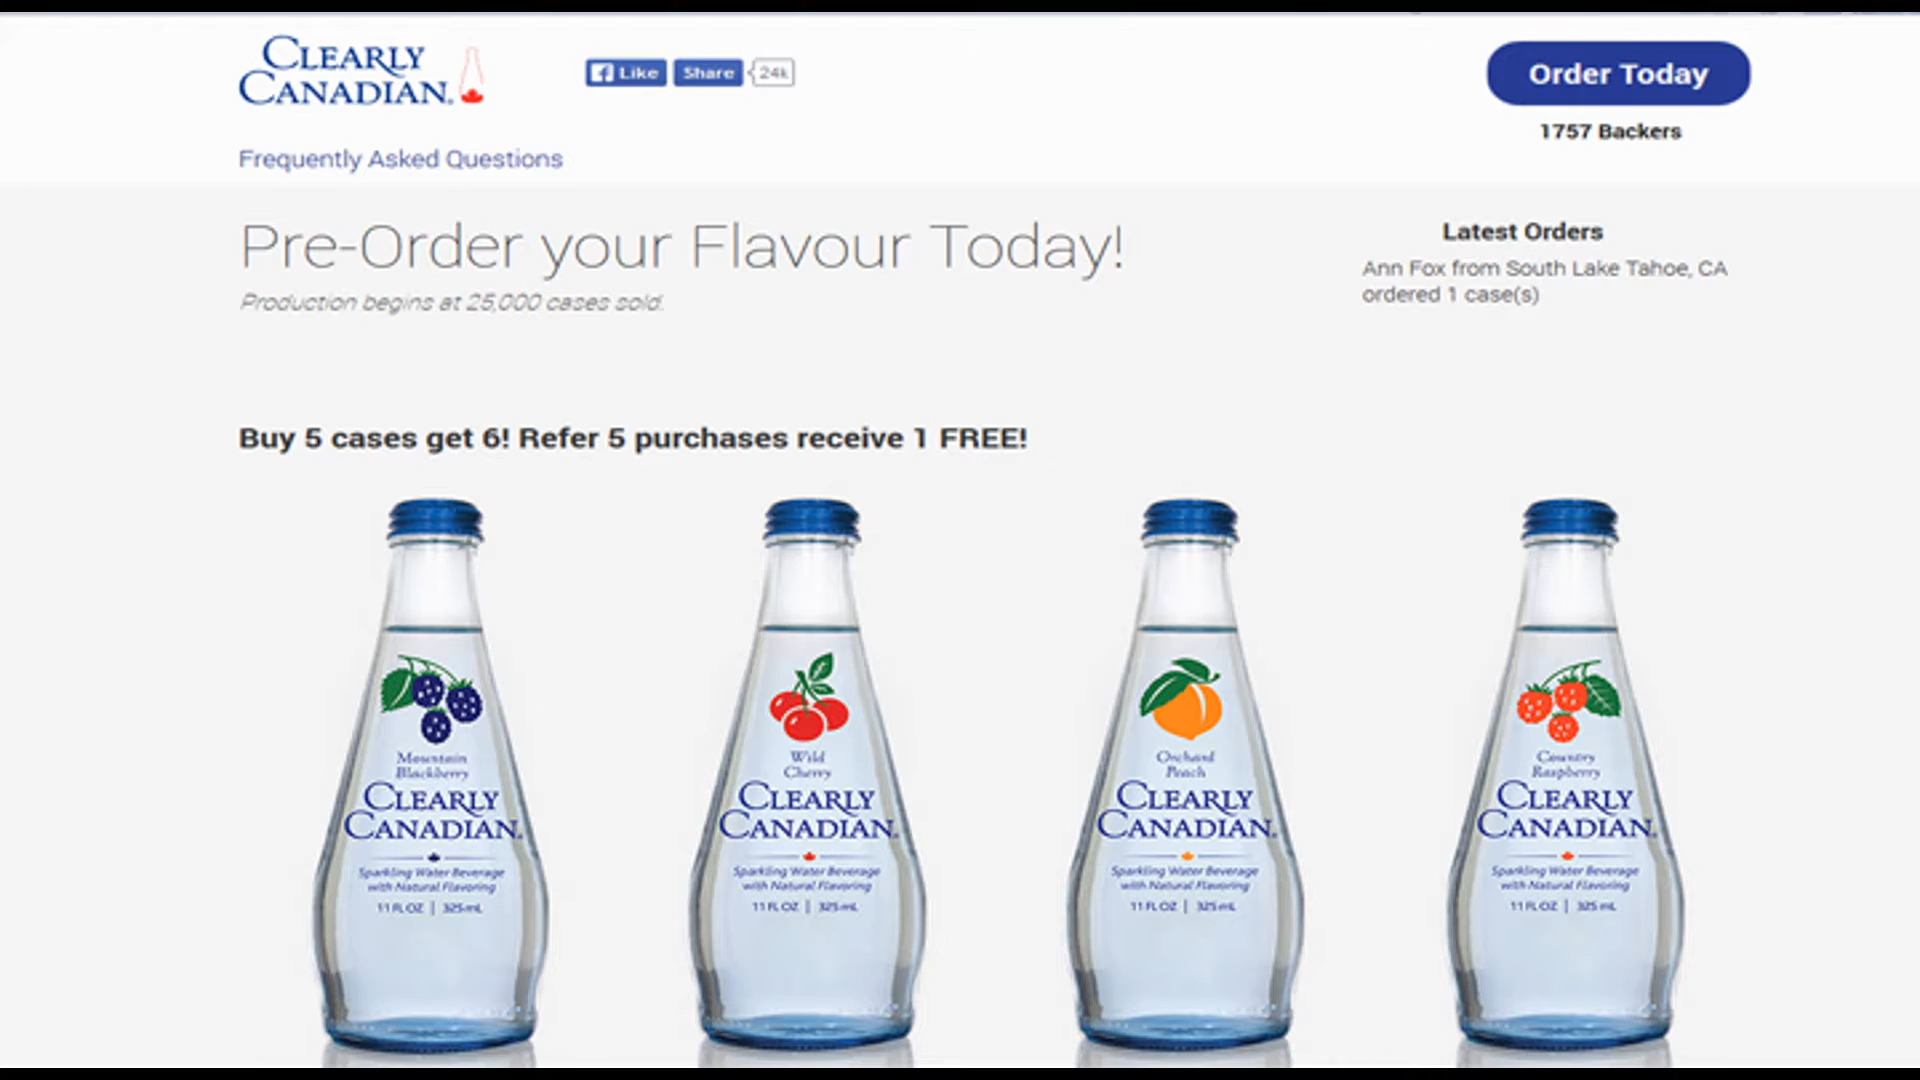 CLEARLY
CANADIAN®
Like Share 24k
Order Today
1757 Backers
Frequently Asked Questions
Pre-Order your Flavour Today!
Production begins at 25,000 cases sold.
Latest Orders
Ann Fox from South Lake Tahoe, CA
ordered 1 case(s)
Buy 5 cases get 6! Refer 5 purchases receive 1 FREE!
Mountain
Blackberry
CLEARLY
CANADIAN®
Sparkling Water Beverage
with Natural Flavoring
11 FL OZ | 325 mL
Wild
Cherry
CLEARLY
CANADIAN®
Sparkling Water Beverage
with Natural Flavoring
11 FL OZ | 325 mL
Orchard
Peach
CLEARLY
CANADIAN®
Sparkling Water Beverage
with Natural Flavoring
11 FL OZ | 325 mL
Country
Raspberry
CLEARLY
CANADIAN®
Sparkling Water Beverage
with Natural Flavoring
11 FL OZ | 325 mL